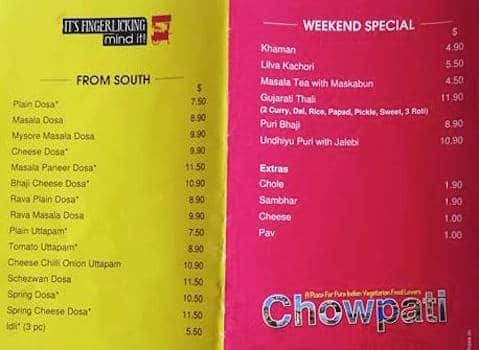 IT'S FINGERLICKING
mind it!
FROM SOUTH
$
Plain Dosa* 7.50
Masala Dosa 8.90
Mysore Masala Dosa 9.90
Cheese Dosa* 9.90
Masala Paneer Dosa* 11.50
Bhaji Cheese Dosa* 10.90
Rava Plain Dosa* 8.90
Rava Masala Dosa 9.90
Plain Uttapam* 7.50
Tomato Uttapam* 8.90
Cheese Chilli Onion Uttapam 10.90
Schezwan Dosa 9.90
Spring Dosa* 10.50
Spring Cheese Dosa* 11.50
Idli* (3 pc) 5.50
WEEKEND SPECIAL
$
Khaman 4.90
Lilva Kachori 5.50
Masala Tea with Maskabun 4.50
Gujarati Thali 11.90
(2 Curry, Dal, Rice, Papad, Pickle, Sweet, 3 Roti)
Puri Bhaji 8.90
Undhiyu Puri with Jalebi 10.90
Extras
Chole 1.90
Sambhar 1.90
Cheese 1.00
Pav 1.00
A Place For Pure Indian Vegetarian Food Lovers
Chowpati